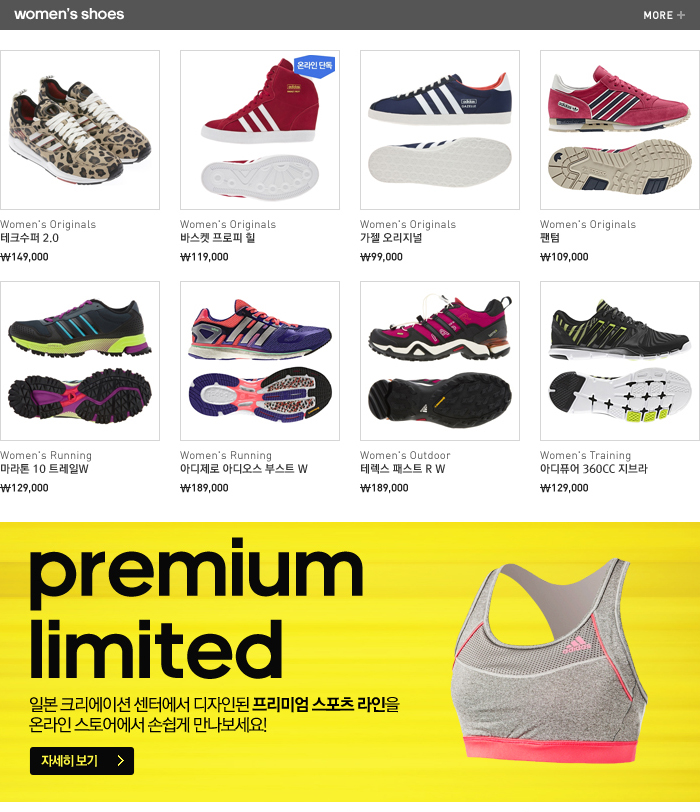 women's shoes
MORE +
온라인 단독
Women's Originals
테크수퍼 2.0
₩149,000
Women's Originals
바스켓 프로피 힐
₩119,000
Women's Originals
가젤 오리지널
₩99,000
Women's Originals
팬텀
₩109,000
Women's Running
마라톤 10 트레일W
₩129,000
Women's Running
아디제로 아디오스 부스트 W
₩189,000
Women's Outdoor
테렉스 패스트 R W
₩189,000
Women's Training
아디퓨어 360CC 지브라
₩129,000
premium
limited
일본 크리에이션 센터에서 디자인된 프리미엄 스포츠 라인을
온라인 스토어에서 손쉽게 만나보세요!
자세히 보기 >